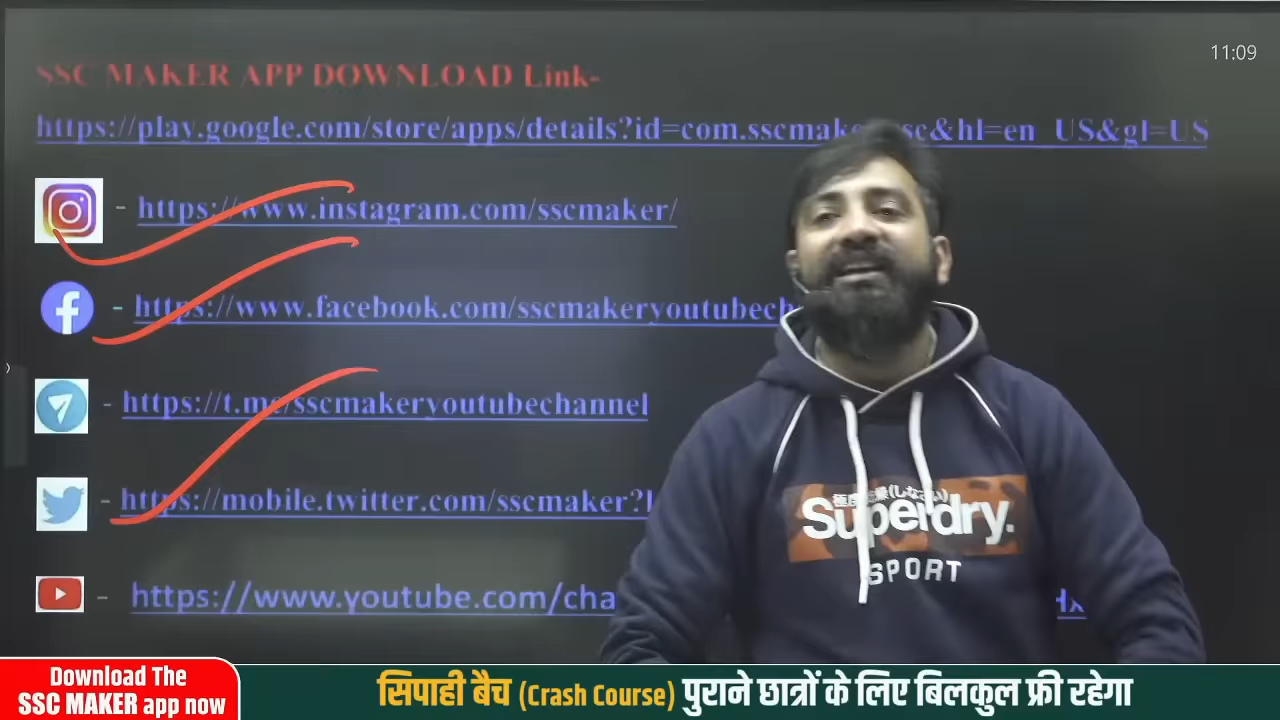 11:09
SSC MAKER APP DOWNLOAD Link-
https://play.google.com/store/apps/details?id=com.sscmake sc&hl=en_US&gl=US
- https://www.instagram.com/sscmaker/
- https://www.facebook.com/sscmakeryoutubech
- https://t.me/sscmakeryoutubechannel
- https://mobile.twitter.com/sscmaker?l
- https://www.youtube.com/cha
Superdry.
SPORT
Download The
SSC MAKER app now
सिपाही बैच (Crash Course) पुराने छात्रों के लिए बिलकुल फ्री रहेगा